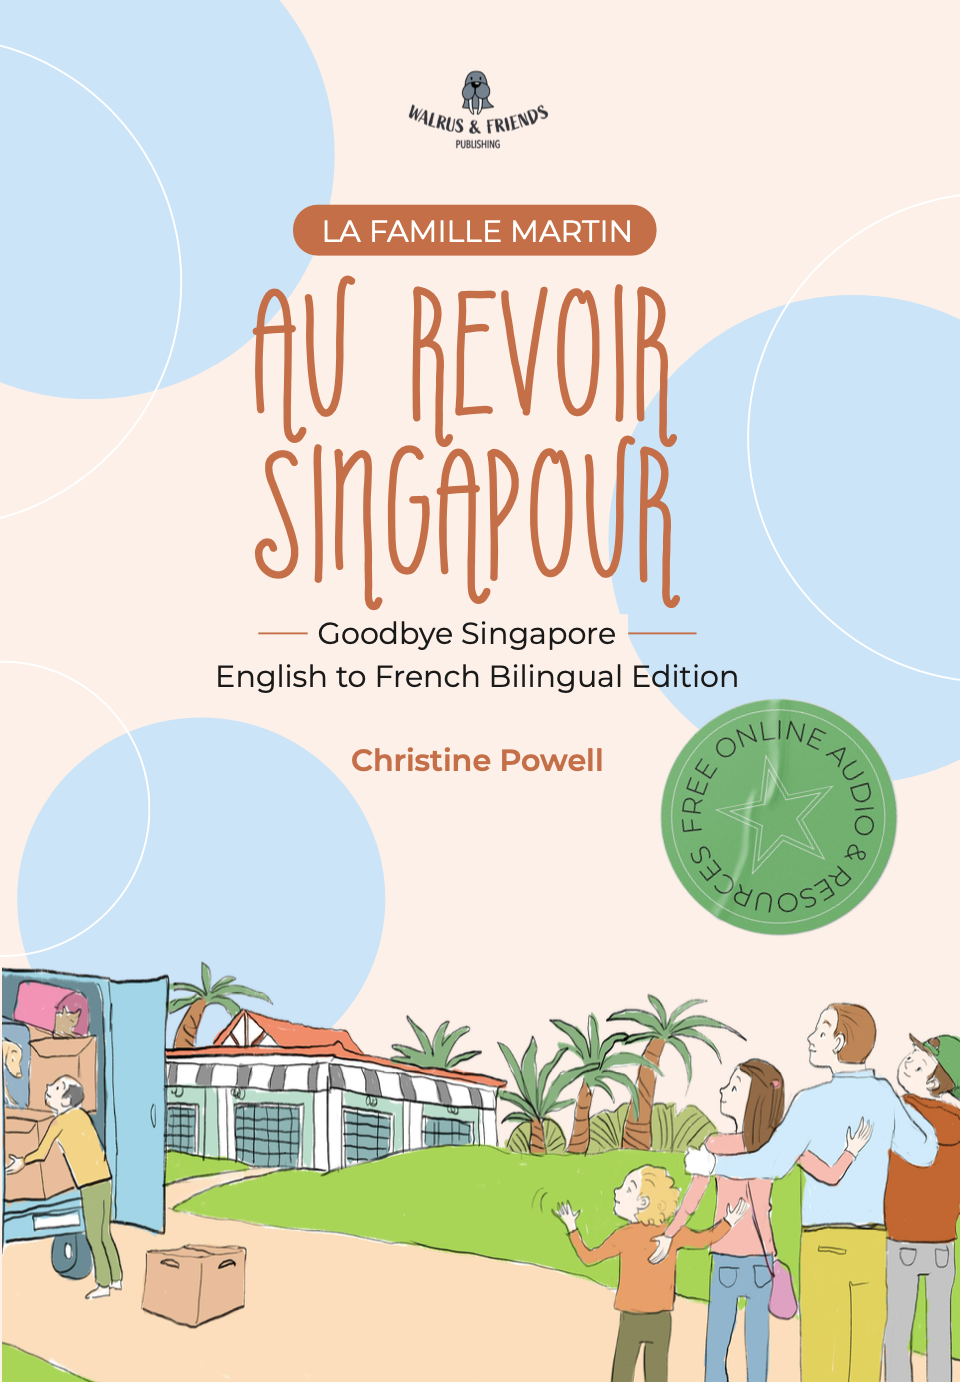 WALRUS & FRIENDS
PUBLISHING
LA FAMILLE MARTIN
AU REVOIR
SINGAPOUR
Goodbye Singapore
English to French Bilingual Edition
Christine Powell
FREE ONLINE AUDIO & RESOURCES